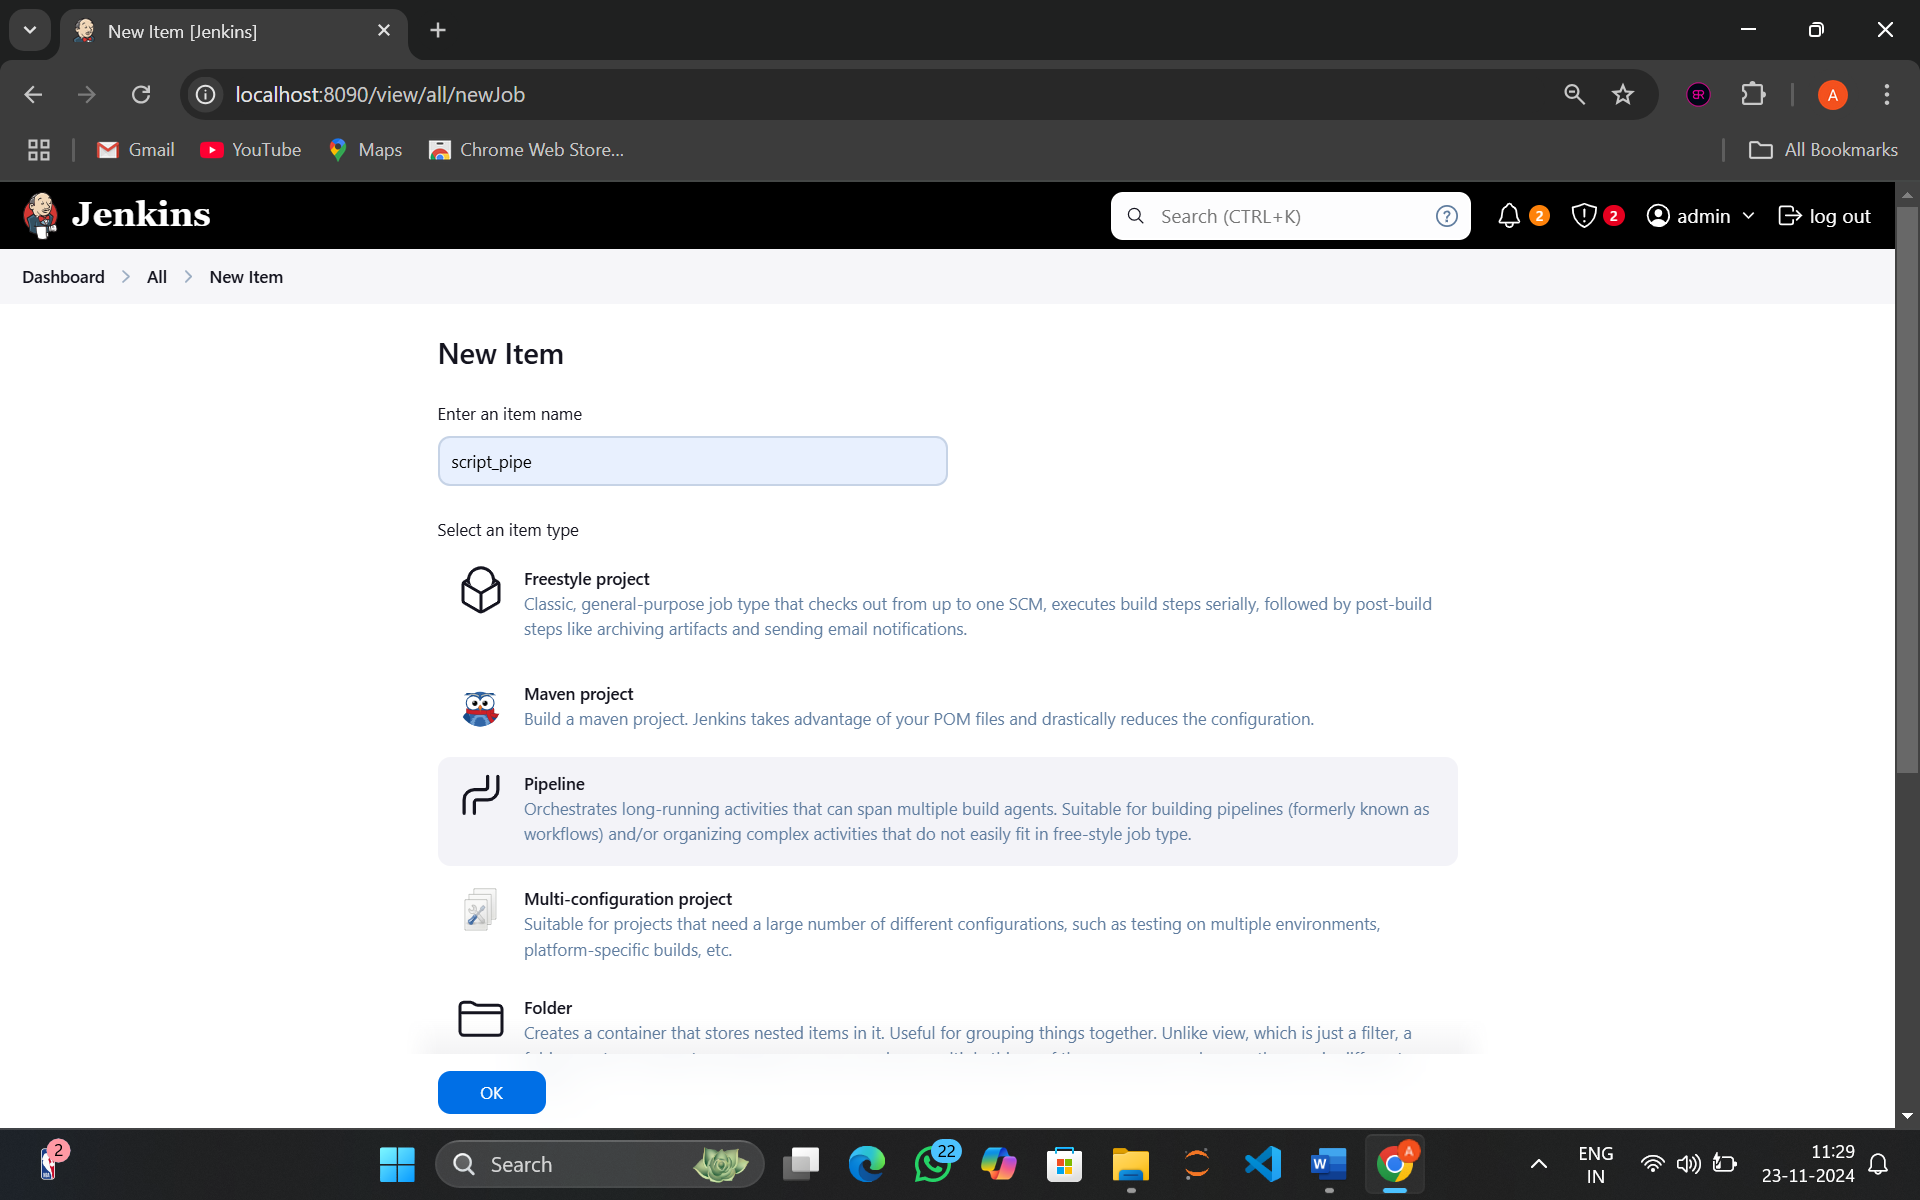 New Item [Jenkins]
localhost:8090/view/all/newJob
A
Gmail
YouTube
Maps
Chrome Web Store...
All Bookmarks
Jenkins
Search (CTRL+K)
?
2
2
admin
log out
Dashboard
All
New Item
New Item
Enter an item name
script_pipe
Select an item type
Freestyle project
Classic, general-purpose job type that checks out from up to one SCM, executes build steps serially, followed by post-build
steps like archiving artifacts and sending email notifications.
Maven project
Build a maven project. Jenkins takes advantage of your POM files and drastically reduces the configuration.
Pipeline
Orchestrates long-running activities that can span multiple build agents. Suitable for building pipelines (formerly known as
workflows) and/or organizing complex activities that do not easily fit in free-style job type.
Multi-configuration project
Suitable for projects that need a large number of different configurations, such as testing on multiple environments,
platform-specific builds, etc.
Folder
Creates a container that stores nested items in it. Useful for grouping things together. Unlike view, which is just a filter, a
OK
2
Search
22
W
A
ENG
IN
11:29
23-11-2024